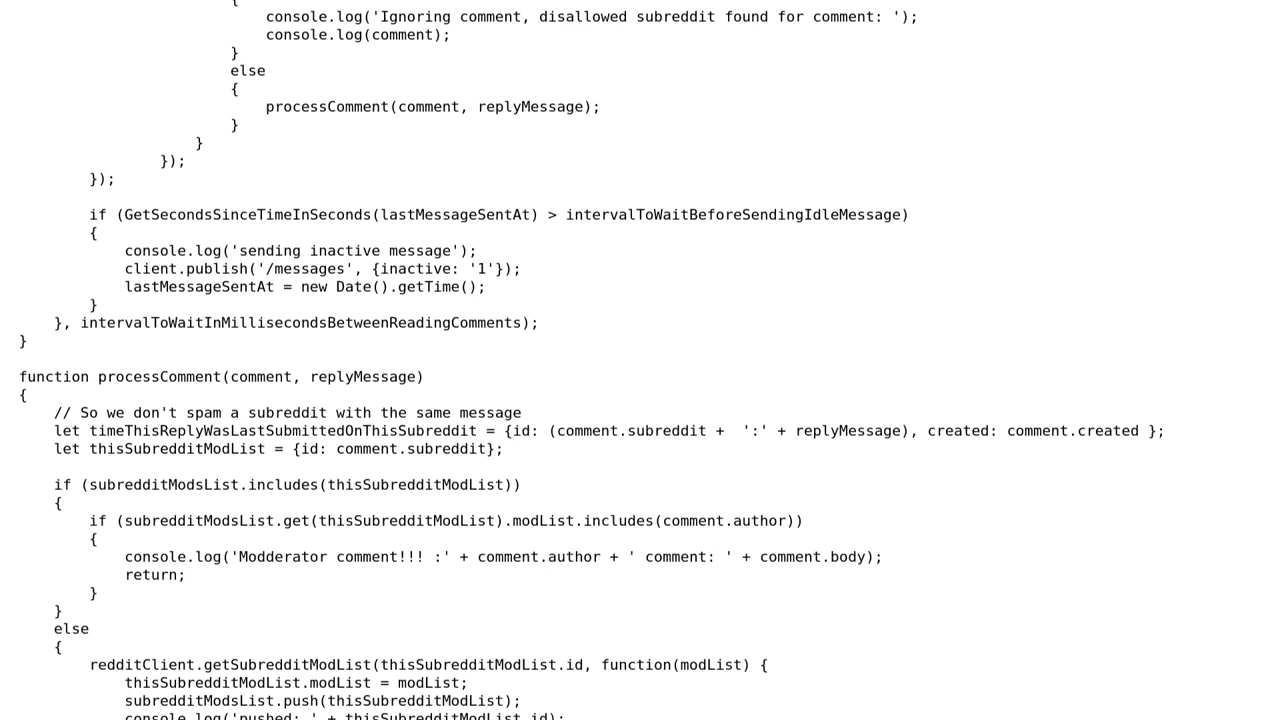 {
console.log('Ignoring comment, disallowed subreddit found for comment: ');
console.log(comment);
}
else
{
processComment(comment, replyMessage);
}
}
});
});
if (GetSecondsSinceTimeInSeconds(lastMessageSentAt) > intervalToWaitBeforeSendingIdleMessage)
{
console.log('sending inactive message');
client.publish('/messages', {inactive: '1'});
lastMessageSentAt = new Date().getTime();
}
}, intervalToWaitInMillisecondsBetweenReadingComments);
}
function processComment(comment, replyMessage)
{
// So we don't spam a subreddit with the same message
let timeThisReplyWasLastSubmittedOnThisSubreddit = {id: (comment.subreddit +  ':' + replyMessage), created: comment.created };
let thisSubredditModList = {id: comment.subreddit};
if (subredditModsList.includes(thisSubredditModList))
{
if (subredditModsList.get(thisSubredditModList).modList.includes(comment.author))
{
console.log('Modderator comment!!! :' + comment.author + ' comment: ' + comment.body);
return;
}
}
else
{
redditClient.getSubredditModList(thisSubredditModList.id, function(modList) {
thisSubredditModList.modList = modList;
subredditModsList.push(thisSubredditModList);
console.log('pushed: ' + thisSubredditModList.id);